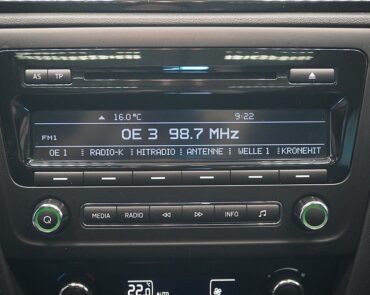 AS TP
16.0°C 9:22
FM1 OE 3 98.7 MHz
OE 1 RADIO-K HITRADIO ANTENNE WELLE 1 KRONEHIT
MEDIA RADIO INFO
22.0 AUTO